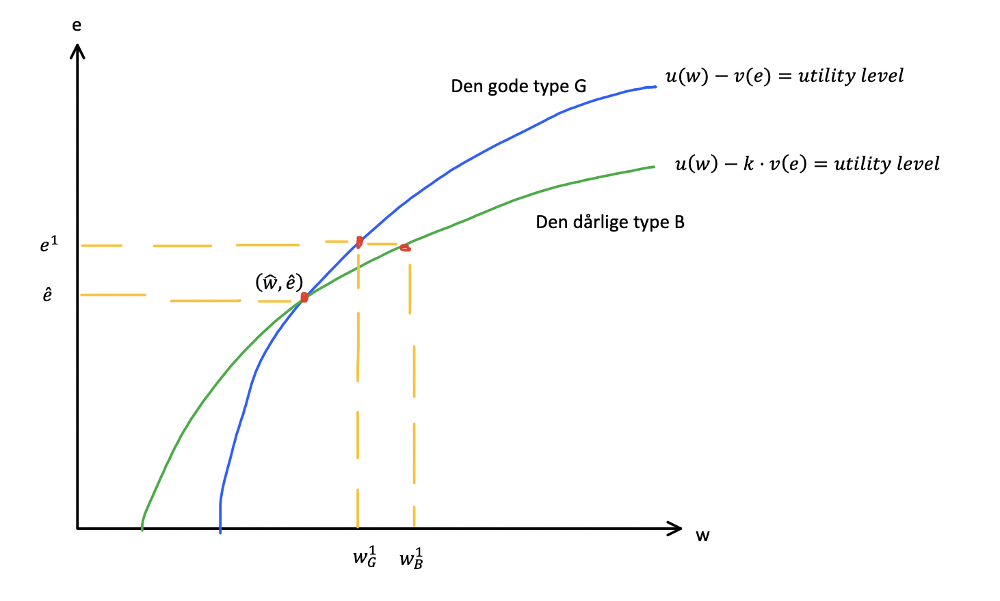 e
u(w) − v(e) = utility level
Den gode type G
u(w) − k · v(e) = utility level
Den dårlige type B
e¹
(ŵ, ê)
ê
w
w_G^1
w_B^1